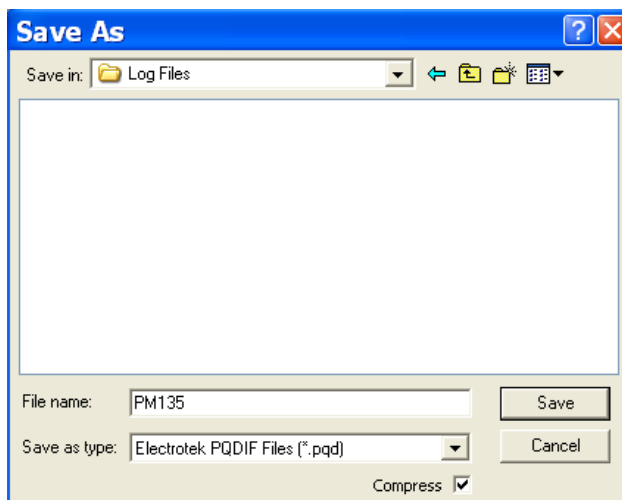 Save As
Save in: Log Files
File name: PM135
Save
Save as type: Electrotek PQDIF Files (*.pqd)
Cancel
Compress